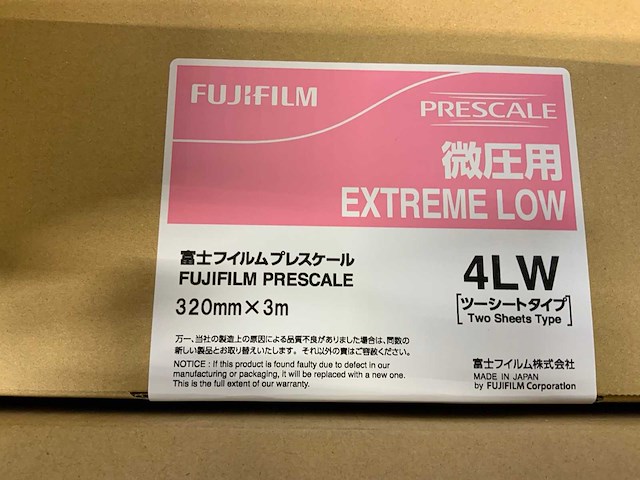 FUJIFILM
PRESCALE
微圧用
EXTREME LOW
富士フイルムプレスケール
FUJIFILM PRESCALE
320mm×3m
4LW
[ツーシートタイプ
Two Sheets Type]
万一、当社の製造上の原因による品質不良がありました場合は、同数の
新しい製品とお取り替えいたします。それ以外の責はご容赦ください。
NOTICE : If this product is found faulty due to defect in our
manufacturing or packaging, it will be replaced with a new one.
This is the full extent of our warranty.
富士フイルム株式会社
MADE IN JAPAN
by FUJIFILM Corporation